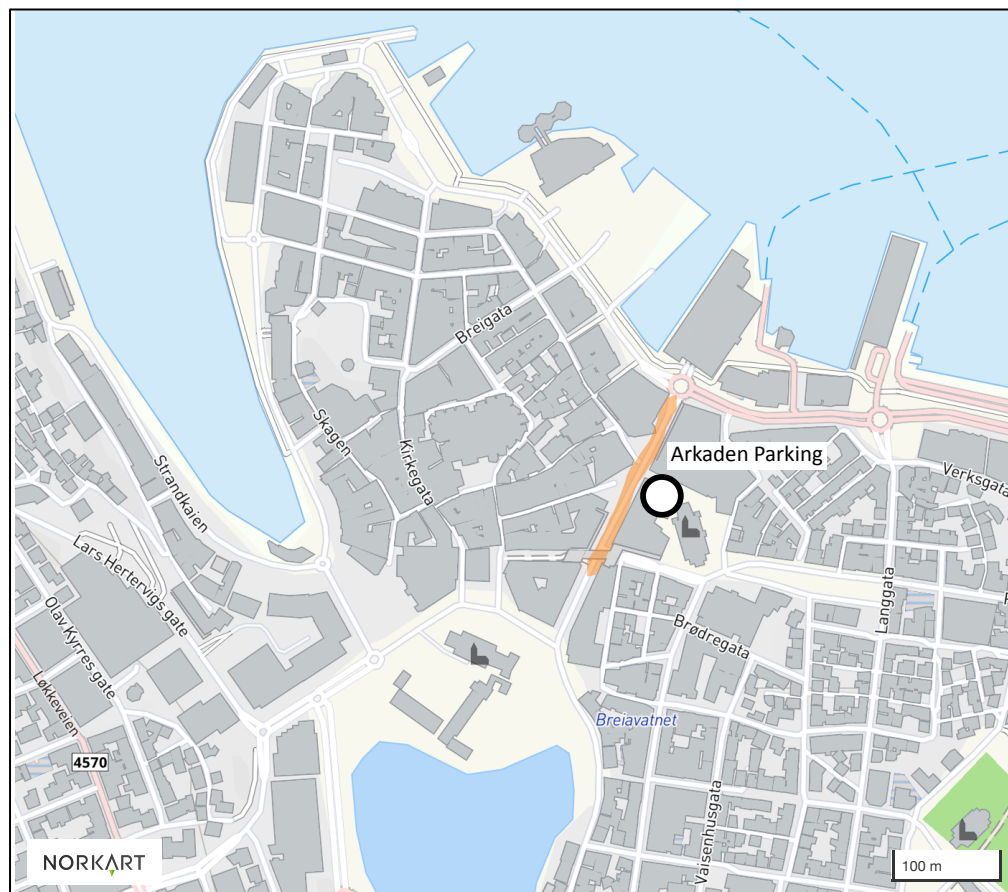 Breigata
Skagen
Kirkegata
Arkaden Parking
Strandkaien
Verksgata
Lars Hertervigs gate
Olav Kyrres gate
Langgata
Brødregata
Løkkeveien
Breiavatnet
4570
Vaisenhusgata
NORKART
100 m